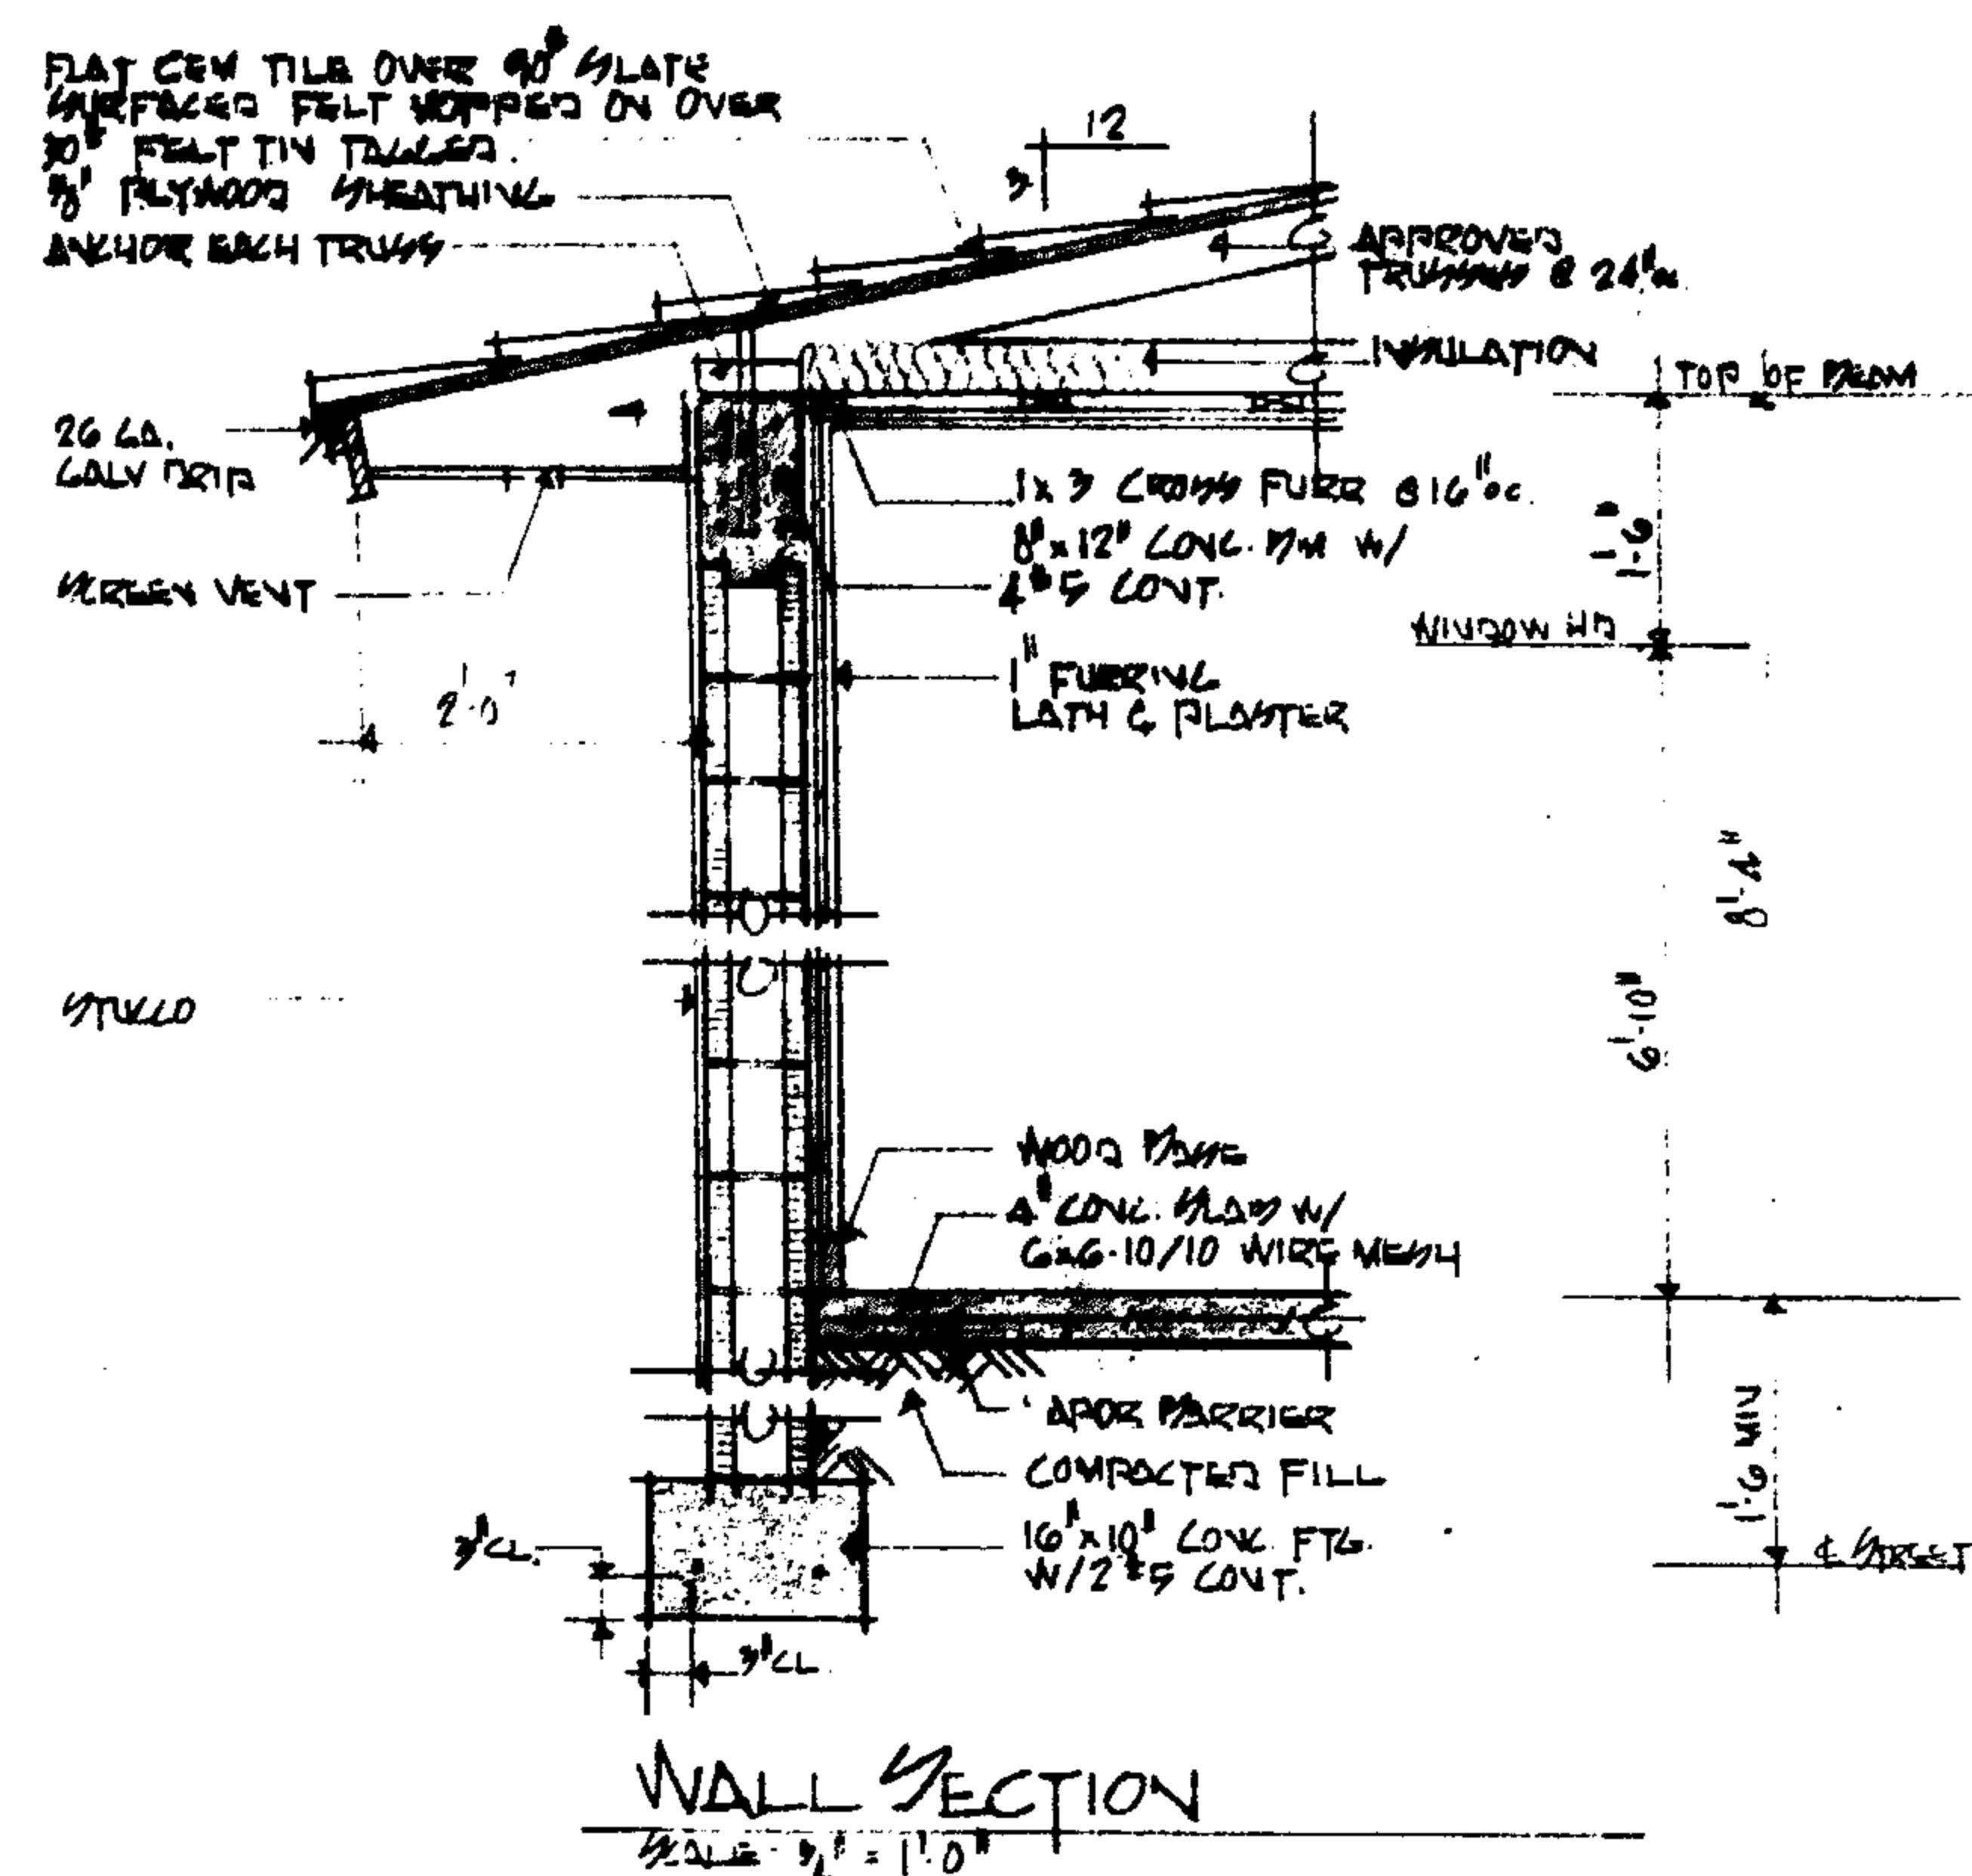 FLAT CEM TILE OVER 90# SLATE
SURFACED FELT MOPPED ON OVER
30# FELT TIN TAGGED.
5/8" PLYWOOD SHEATHING
ANCHOR EACH TRUSS
12
3
APPROVED
TRUSSES @ 24"oc.
INSULATION
TOP OF BEAM
26 GA.
GALV DRIP
1x3 CROSS FURR @16"oc.
8"x12" CONC. BM W/
4#5 CONT.
1'-6"
SCREEN VENT
WINDOW HD
2'-0"
1" FURRING
LATH & PLASTER
8'-4"
STUCCO
6'-10"
WOOD BASE
4" CONC. SLAB W/
6x6-10/10 WIRE MESH
APOR BARRIER
COMPACTED FILL
1'-6 MIN
16"x10" CONC. FTG.
W/2#5 CONT.
3"CL.
℄ STREET
3"CL.
WALL SECTION
SCALE 3/4" = 1'-0"